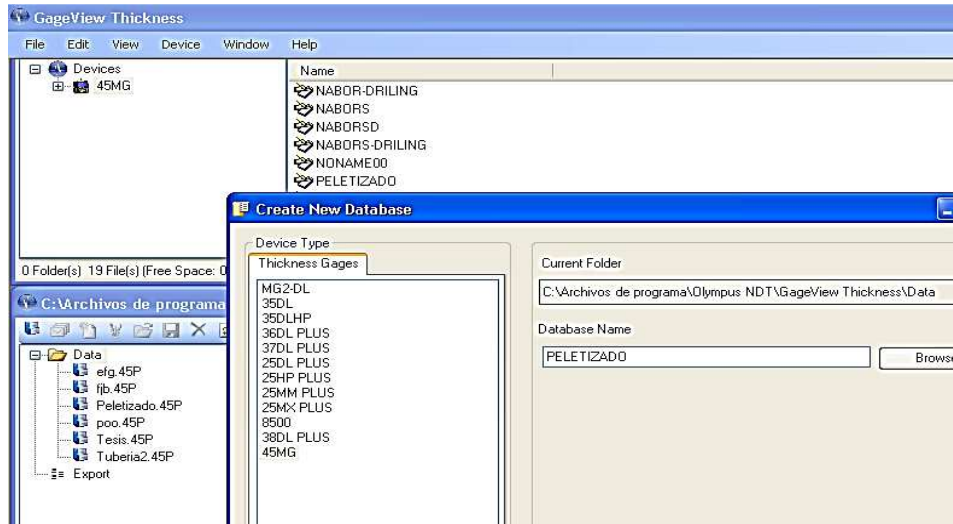 GageView Thickness
File Edit View Device Window Help
Devices
45MG
Name
NABOR-DRILING
NABORS
NABORSD
NABORS-DRILING
NONAME00
PELETIZADO
0 Folder(s) 19 File(s) (Free Space: 0
C:\Archivos de programa
Data
efg.45P
fjb.45P
Peletizado.45P
poo.45P
Tesis.45P
Tuberia2.45P
Export
Create New Database
Device Type
Thickness Gages
MG2-DL
35DL
35DLHP
36DL PLUS
37DL PLUS
25DL PLUS
25HP PLUS
25MM PLUS
25MX PLUS
8500
38DL PLUS
45MG
Current Folder
C:\Archivos de programa\Olympus NDT\GageView Thickness\Data
Database Name
PELETIZADO
Browse